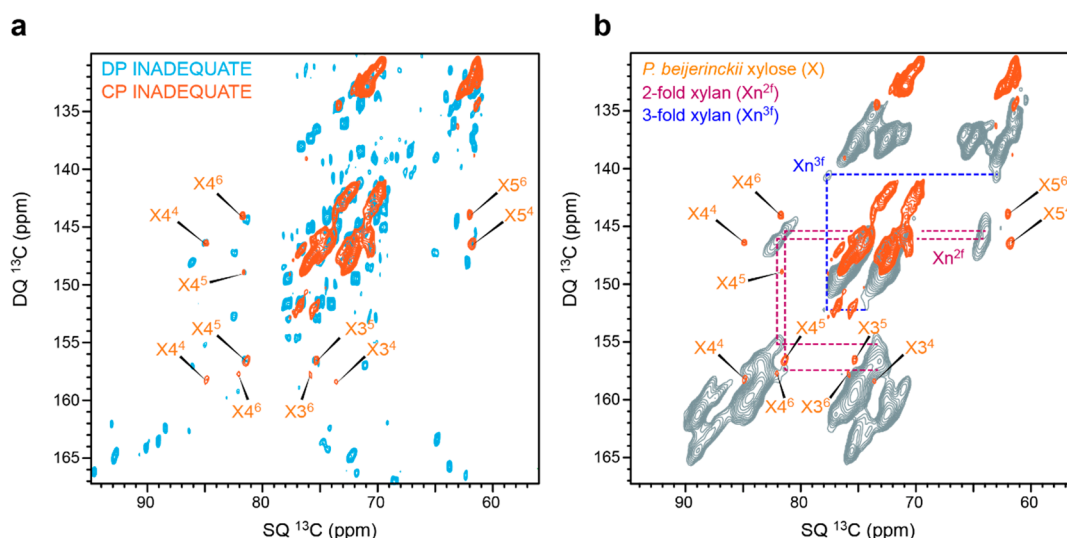 a
DP INADEQUATE
CP INADEQUATE
135
140
145
150
155
160
165
DQ ¹³C (ppm)
90
80
70
60
SQ ¹³C (ppm)
X4⁶
X4⁴
X5⁶
X5⁴
X4⁵
X4⁵
X3⁵
X4⁴
X3⁴
X4⁶
X3⁶
b
P. beijerinckii xylose (X)
2-fold xylan (Xn²ᶠ)
3-fold xylan (Xn³ᶠ)
135
140
145
150
155
160
165
DQ ¹³C (ppm)
90
80
70
60
SQ ¹³C (ppm)
Xn³ᶠ
X4⁶
X5⁶
X4⁴
Xn²ᶠ
X4⁵
X4⁵
X3⁵
X4⁴
X3⁴
X4⁶
X3⁶